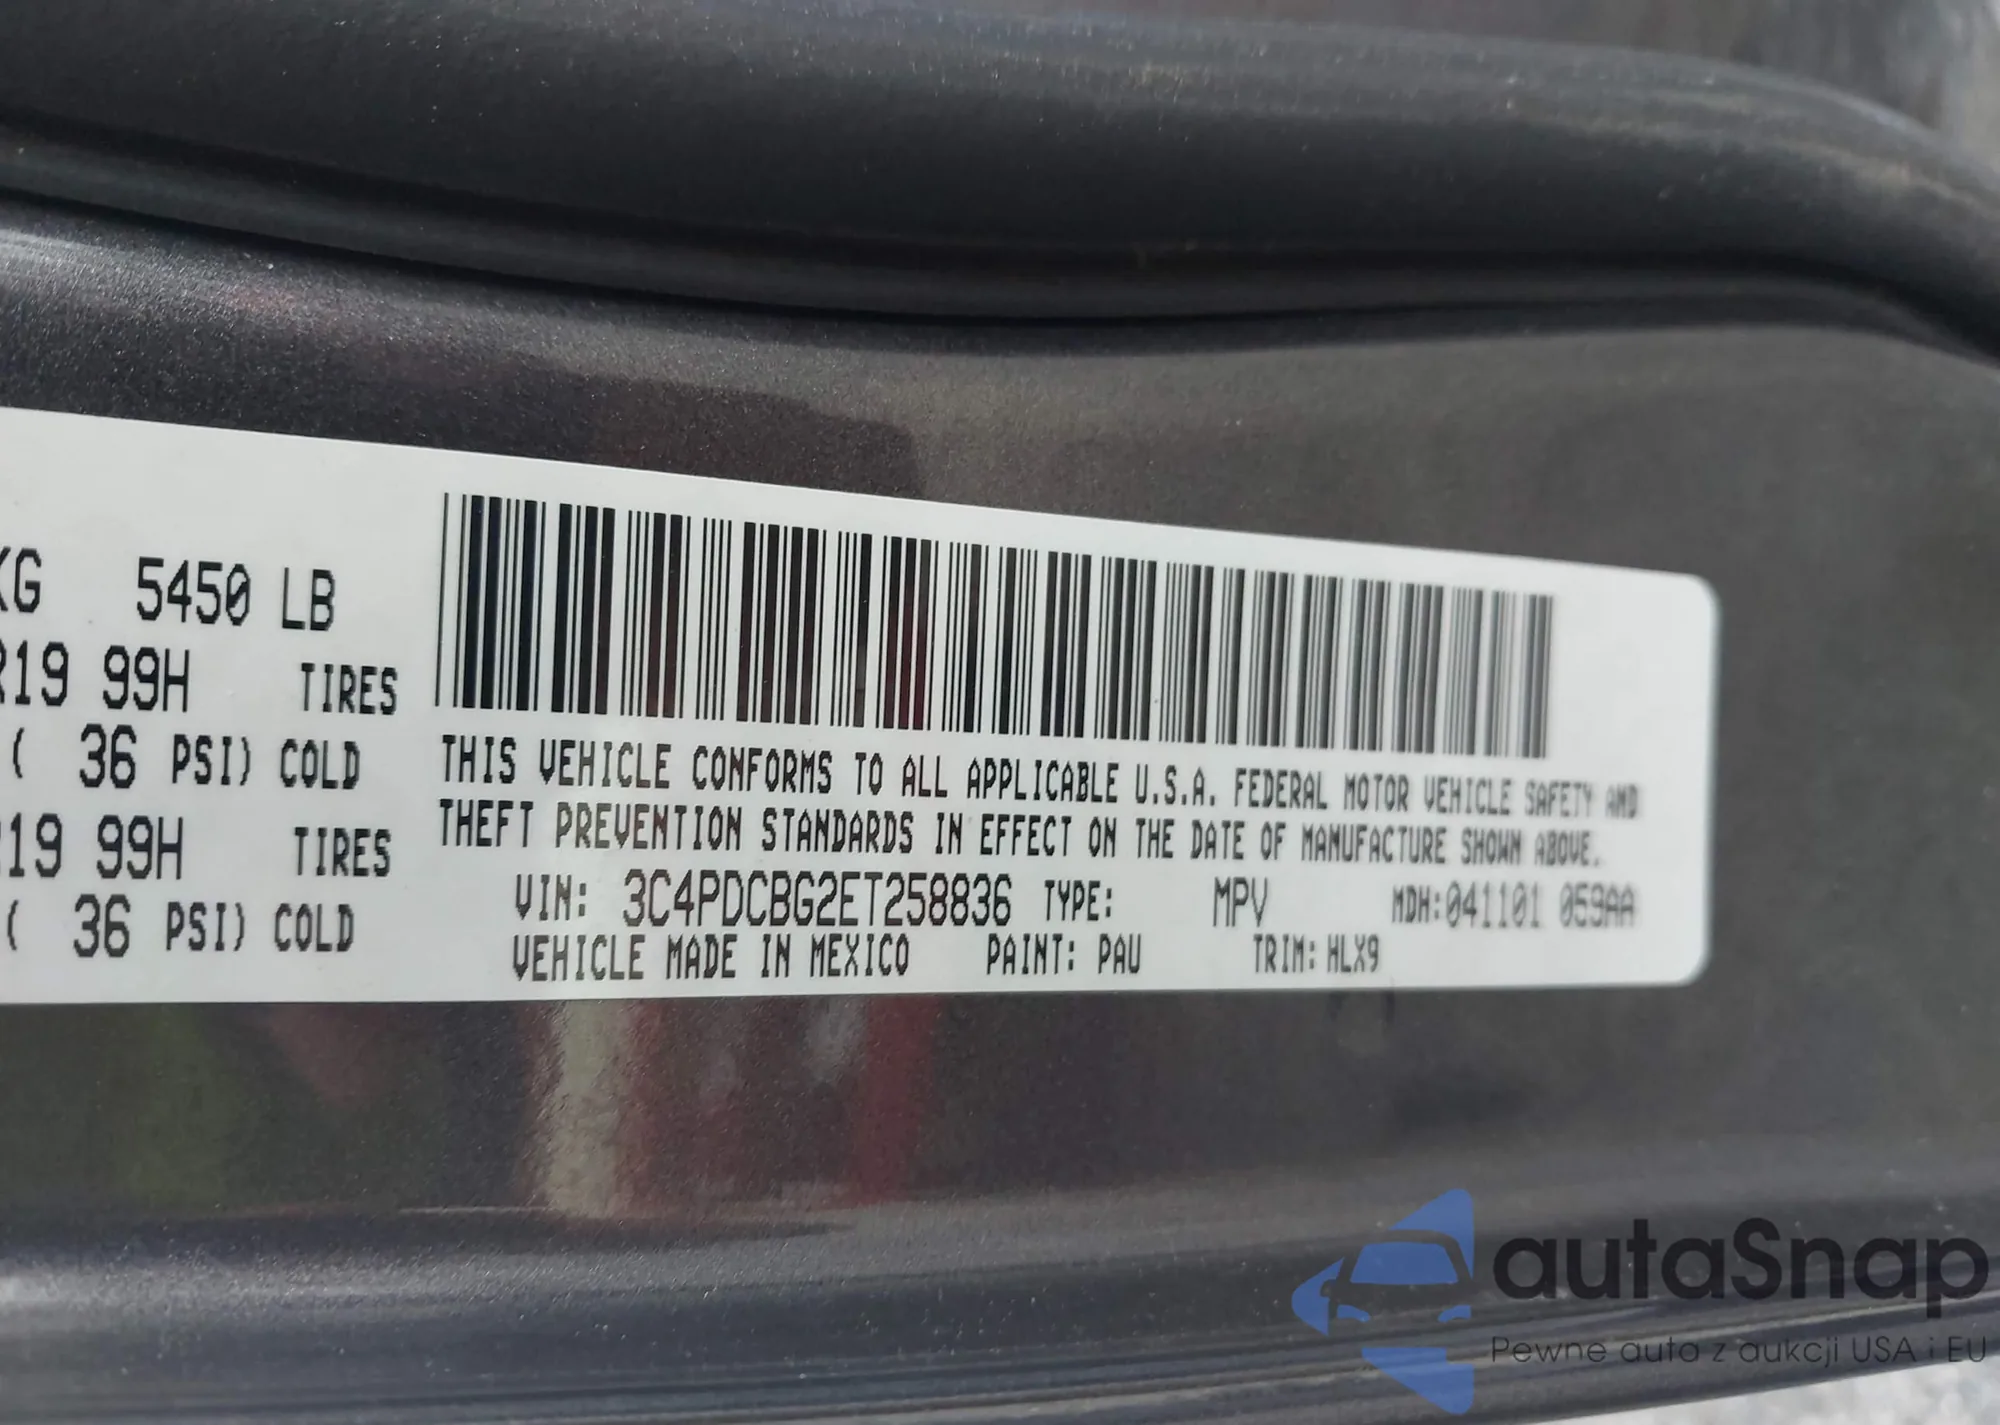 KG 5450 LB
R19 99H TIRES
( 36 PSI) COLD
19 99H TIRES
( 36 PSI) COLD
THIS VEHICLE CONFORMS TO ALL APPLICABLE U.S.A. FEDERAL MOTOR VEHICLE SAFETY AND
THEFT PREVENTION STANDARDS IN EFFECT ON THE DATE OF MANUFACTURE SHOWN ABOVE.
VIN: 3C4PDCBG2ET258836 TYPE: MPV MDH:041101 059AA
VEHICLE MADE IN MEXICO PAINT: PAU TRIM: HLX9
autaSnap
Pewne auta z aukcji USA i EU